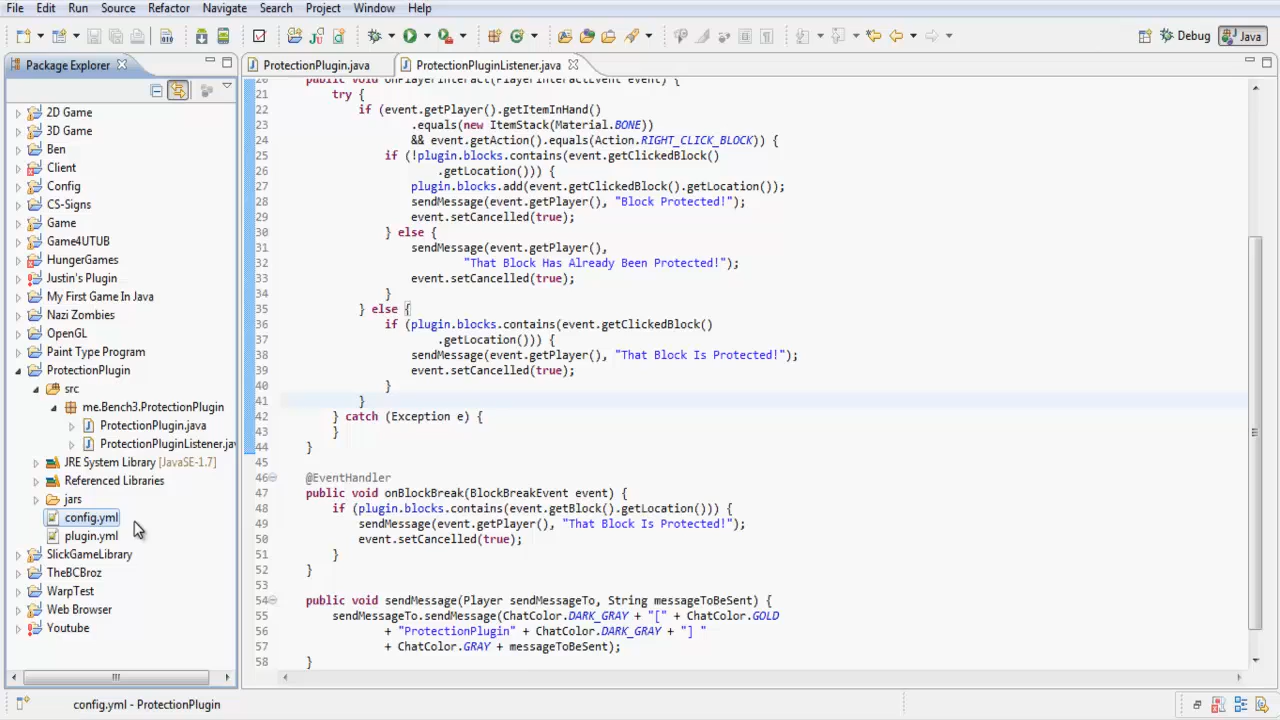 File Edit Run Source Refactor Navigate Search Project Window Help
Debug Java
Package Explorer
ProtectionPlugin.java ProtectionPluginListener.java
2D Game
3D Game
Ben
Client
Config
CS-Signs
Game
Game4UTUB
HungerGames
Justin's Plugin
My First Game In Java
Nazi Zombies
OpenGL
Paint Type Program
ProtectionPlugin
src
me.Bench3.ProtectionPlugin
ProtectionPlugin.java
ProtectionPluginListener.jav
JRE System Library [JavaSE-1.7]
Referenced Libraries
jars
config.yml
plugin.yml
SlickGameLibrary
TheBCBroz
WarpTest
Web Browser
Youtube
20 public void onPlayerInteract(PlayerInteractEvent event) {
21 try {
22 if (event.getPlayer().getItemInHand()
23 .equals(new ItemStack(Material.BONE))
24 && event.getAction().equals(Action.RIGHT_CLICK_BLOCK)) {
25 if (!plugin.blocks.contains(event.getClickedBlock()
26 .getLocation())) {
27 plugin.blocks.add(event.getClickedBlock().getLocation());
28 sendMessage(event.getPlayer(), "Block Protected!");
29 event.setCancelled(true);
30 } else {
31 sendMessage(event.getPlayer(),
32 "That Block Has Already Been Protected!");
33 event.setCancelled(true);
34 }
35 } else {
36 if (plugin.blocks.contains(event.getClickedBlock()
37 .getLocation())) {
38 sendMessage(event.getPlayer(), "That Block Is Protected!");
39 event.setCancelled(true);
40 }
41 }
42 } catch (Exception e) {
43 }
44 }
45
46 @EventHandler
47 public void onBlockBreak(BlockBreakEvent event) {
48 if (plugin.blocks.contains(event.getBlock().getLocation())) {
49 sendMessage(event.getPlayer(), "That Block Is Protected!");
50 event.setCancelled(true);
51 }
52 }
53
54 public void sendMessage(Player sendMessageTo, String messageToBeSent) {
55 sendMessageTo.sendMessage(ChatColor.DARK_GRAY + "[" + ChatColor.GOLD
56 + "ProtectionPlugin" + ChatColor.DARK_GRAY + "] "
57 + ChatColor.GRAY + messageToBeSent);
58 }
config.yml - ProtectionPlugin